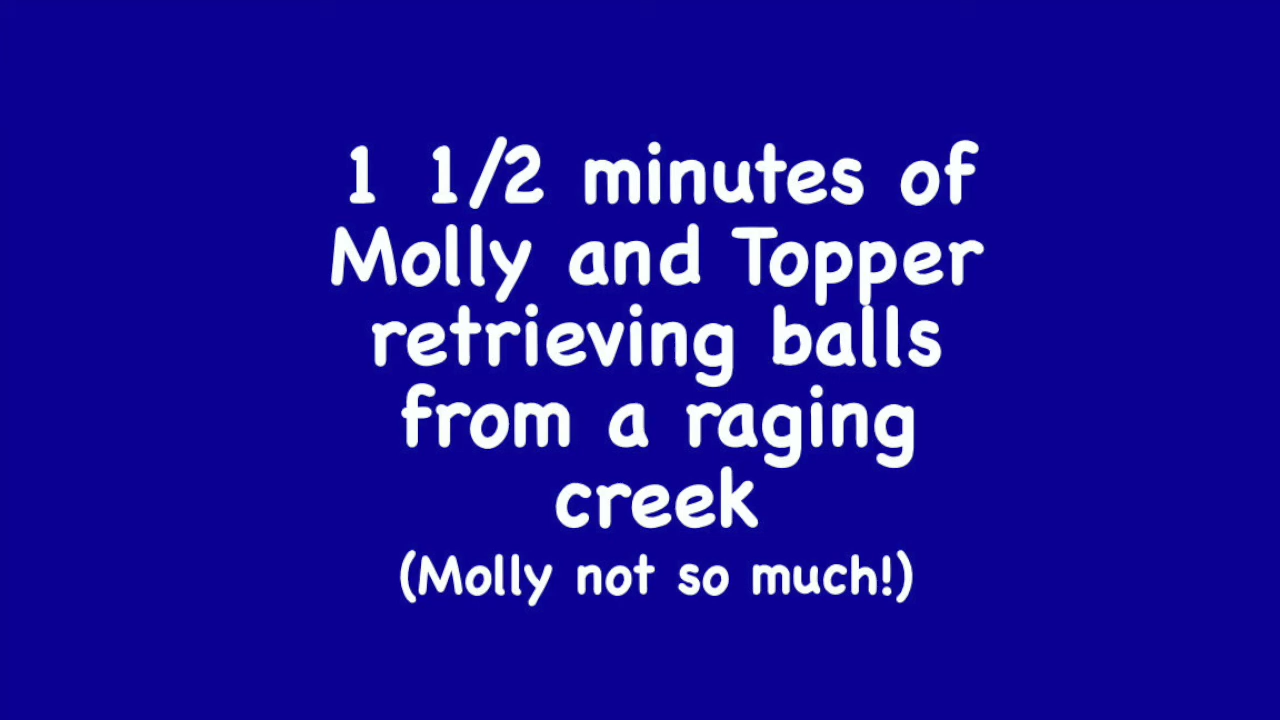 1 1/2 minutes of
Molly and Topper
retrieving balls
from a raging
creek
(Molly not so much!)